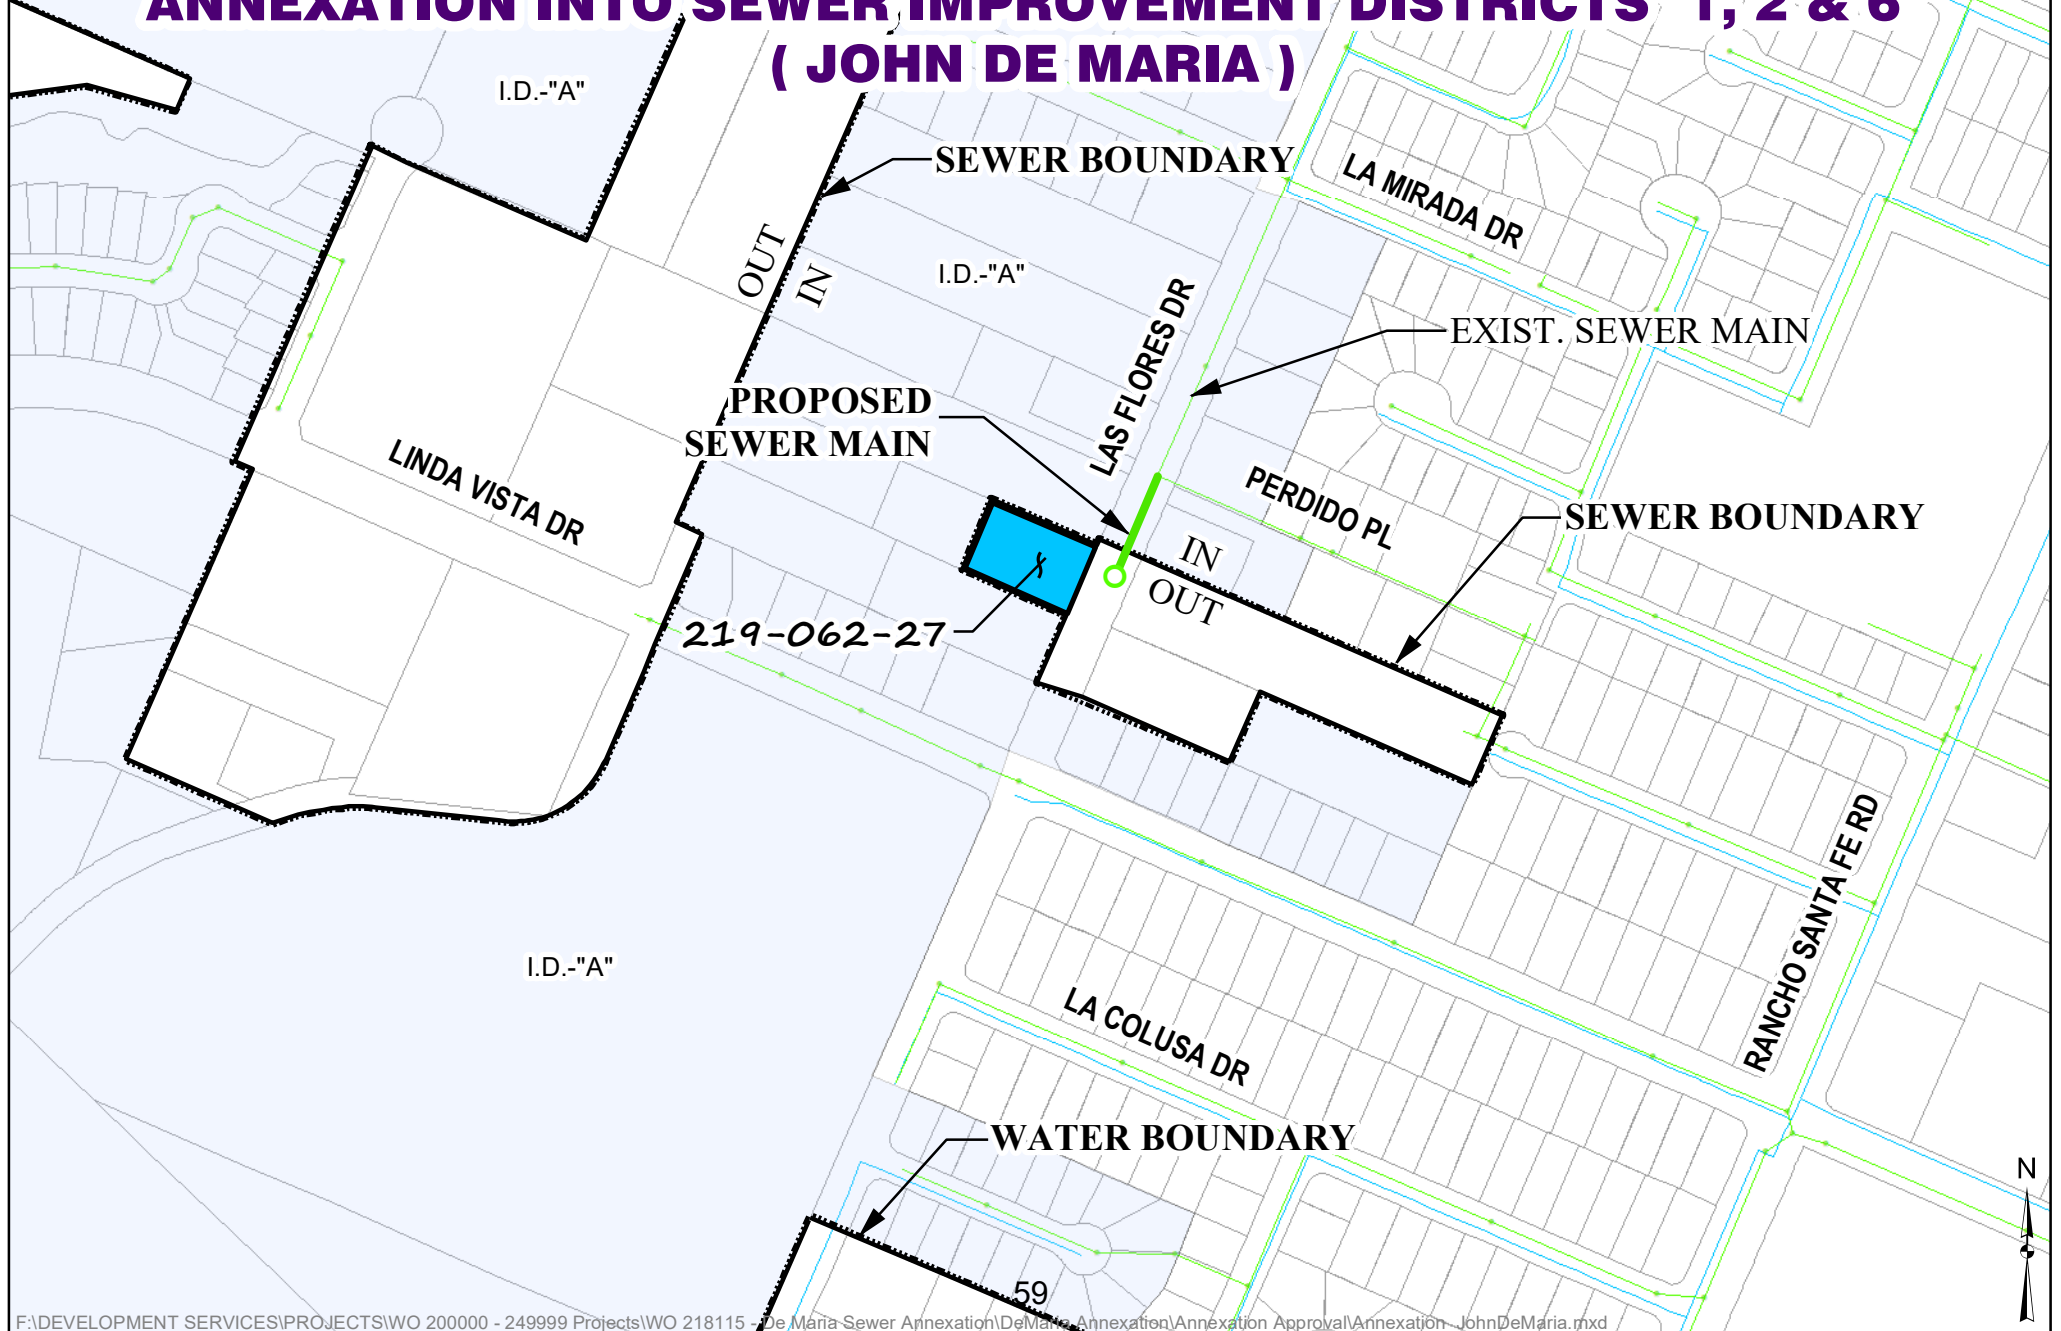 ANNEXATION INTO SEWER IMPROVEMENT DISTRICTS 1, 2 & 6
( JOHN DE MARIA )
I.D.-"A"
SEWER BOUNDARY
LA MIRADA DR
OUT
IN
I.D.-"A"
LAS FLORES DR
EXIST. SEWER MAIN
PROPOSED
SEWER MAIN
LINDA VISTA DR
PERDIDO PL
SEWER BOUNDARY
IN
OUT
219-062-27
RANCHO SANTA FE RD
I.D.-"A"
LA COLUSA DR
WATER BOUNDARY
N
59
F:\DEVELOPMENT SERVICES\PROJECTS\WO 200000 - 249999 Projects\WO 218115 - De Maria Sewer Annexation\DeMaria Annexation\Annexation Approval\Annexation_JohnDeMaria.mxd